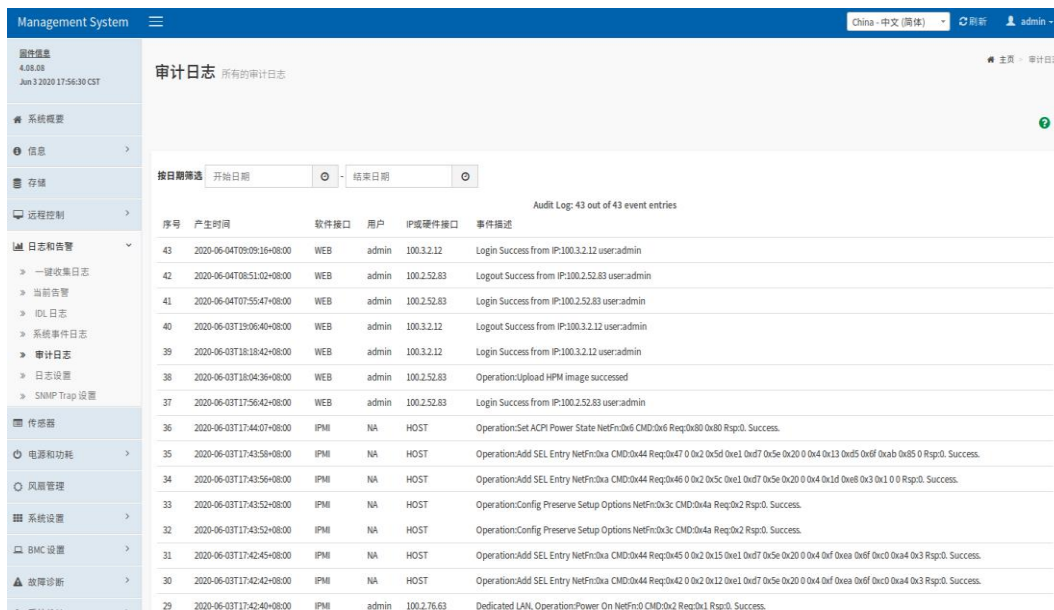 Management System
China - 中文 (简体)
刷新
admin
固件信息
4.08.08
Jun 3 2020 17:56:30 CST
系统概要
信息
存储
远程控制
日志和告警
一键收集日志
当前告警
IDL 日志
系统事件日志
审计日志
日志设置
SNMP Trap 设置
传感器
电源和功耗
风扇管理
系统设置
BMC 设置
故障诊断
审计日志 所有的审计日志
主页 > 审计日志
?
按日期筛选 开始日期 - 结束日期
Audit Log: 43 out of 43 event entries
序号 产生时间 软件接口 用户 IP或硬件接口 事件描述
43 2020-06-04T09:09:16+08:00 WEB admin 100.3.2.12 Login Success from IP:100.3.2.12 user:admin
42 2020-06-04T08:51:02+08:00 WEB admin 100.2.52.83 Logout Success from IP:100.2.52.83 user:admin
41 2020-06-04T07:55:47+08:00 WEB admin 100.2.52.83 Login Success from IP:100.2.52.83 user:admin
40 2020-06-03T19:06:40+08:00 WEB admin 100.3.2.12 Logout Success from IP:100.3.2.12 user:admin
39 2020-06-03T18:18:42+08:00 WEB admin 100.3.2.12 Login Success from IP:100.3.2.12 user:admin
38 2020-06-03T18:04:36+08:00 WEB admin 100.2.52.83 Operation:Upload HPM image successed
37 2020-06-03T17:56:42+08:00 WEB admin 100.2.52.83 Login Success from IP:100.2.52.83 user:admin
36 2020-06-03T17:44:07+08:00 IPMI NA HOST Operation:Set ACPI Power State NetFn:0x6 CMD:0x6 Req:0x80 0x80 Rsp:0. Success.
35 2020-06-03T17:43:58+08:00 IPMI NA HOST Operation:Add SEL Entry NetFn:0xa CMD:0x44 Req:0x47 0 0x2 0x5d 0xe1 0xd7 0x5e 0x20 0 0x4 0x13 0xd5 0x6f 0xab 0x85 0 Rsp:0. Success.
34 2020-06-03T17:43:56+08:00 IPMI NA HOST Operation:Add SEL Entry NetFn:0xa CMD:0x44 Req:0x46 0 0x2 0x5c 0xe1 0xd7 0x5e 0x20 0 0x4 0x1d 0xe8 0x3 0x1 0 0 Rsp:0. Success.
33 2020-06-03T17:43:52+08:00 IPMI NA HOST Operation:Config Preserve Setup Options NetFn:0x3c CMD:0x4a Req:0x2 Rsp:0. Success.
32 2020-06-03T17:43:52+08:00 IPMI NA HOST Operation:Config Preserve Setup Options NetFn:0x3c CMD:0x4a Req:0x2 Rsp:0. Success.
31 2020-06-03T17:42:45+08:00 IPMI NA HOST Operation:Add SEL Entry NetFn:0xa CMD:0x44 Req:0x45 0 0x2 0x15 0xe1 0xd7 0x5e 0x20 0 0x4 0xf 0xea 0x6f 0xc0 0xa4 0x3 Rsp:0. Success.
30 2020-06-03T17:42:42+08:00 IPMI NA HOST Operation:Add SEL Entry NetFn:0xa CMD:0x44 Req:0x42 0 0x2 0x12 0xe1 0xd7 0x5e 0x20 0 0x4 0xf 0xea 0x6f 0xc0 0xa4 0x3 Rsp:0. Success.
29 2020-06-03T17:42:40+08:00 IPMI admin 100.2.76.63 Dedicated LAN, Operation:Power On NetFn:0 CMD:0x2 Req:0x1 Rsp:0. Success.